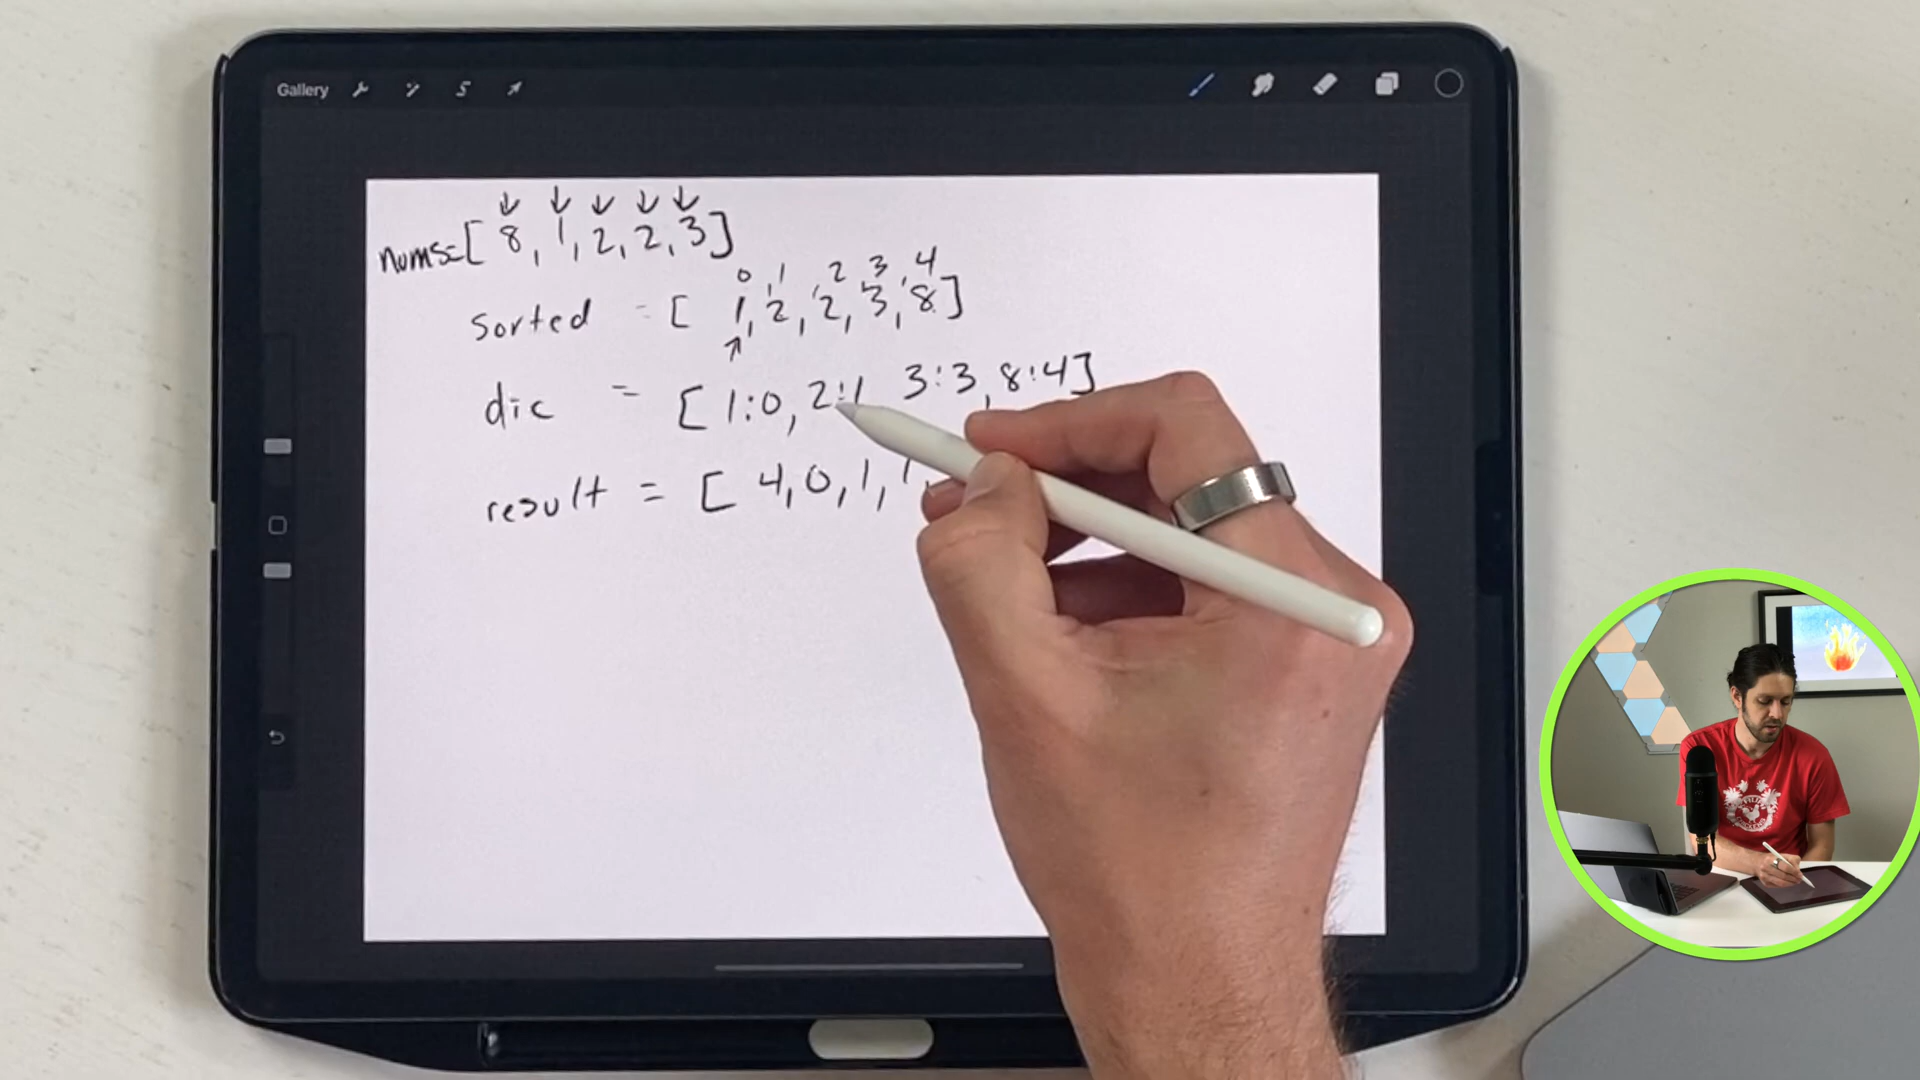 Gallery
nums=[8, 1, 2, 2, 3]
0, 1, 2, 3, 4
sorted = [1, 2, 2, 3, 8]
dic = [1:0, 2:1 3:3, 8:4]
result = [4, 0, 1, 1,